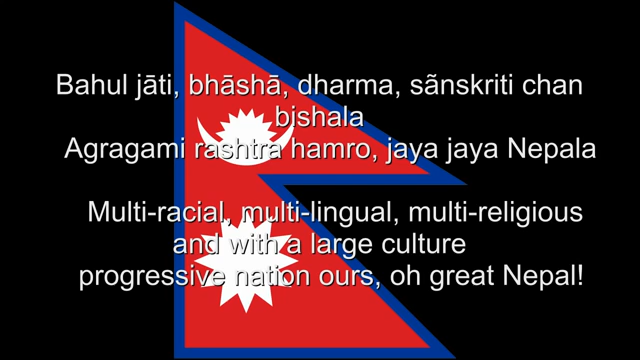 Bahul jāti, bhāshā, dharma, sãnskriti chan
bishala
Agragami rashtra hamro, jaya jaya Nepala
Multi-racial, multi-lingual, multi-religious
and with a large culture
progressive nation ours, oh great Nepal!